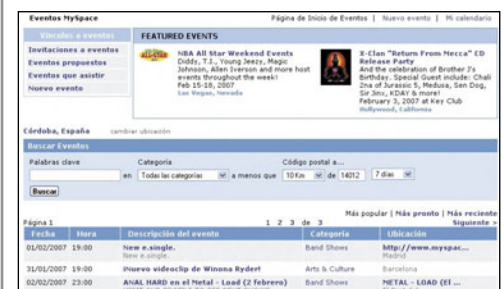 Eventos MySpace
Página de Inicio de Eventos | Nuevo evento | Mi calendario
Vínculos a eventos
Invitaciones a eventos
Eventos propuestos
Eventos que asistir
Nuevo evento
FEATURED EVENTS
NBA All Star Weekend Events
Diddy, T.I., Young Jeezy, Magic
Johnson, Allen Iverson and more host
events throughout the week!
Feb 15-18, 2007
Las Vegas, Nevada
X-Clan "Return From Mecca" CD
Release Party
And the celebration of Brother J's
Birthday. Special Guest include: Chali
2na of Jurassic 5, Medusa, Sen Dog,
Sir Jinx, KDAY & more!
February 3, 2007 at Key Club
Hollywood, California
Córdoba, España cambiar ubicación
Buscar Eventos
Palabras clave Categoría Código postal a...
en Todas las categorías a menos que 10 Km de 14012 7 días
Buscar
Más popular | Más pronto | Más reciente
Página 1 1 2 3 de 3 Siguiente >
Fecha Hora Descripción del evento Categoría Ubicación
01/02/2007 19:00 New e.single. Band Shows http://www.myspac...
New e.single. Madrid
31/01/2007 19:00 ¡Nuevo videoclip de Winona Ryder! Arts & Culture Barcelona
02/02/2007 23:00 ANAL HARD en el Metal - Load (2 febrero) Band Shows METAL - LOAD (El ...